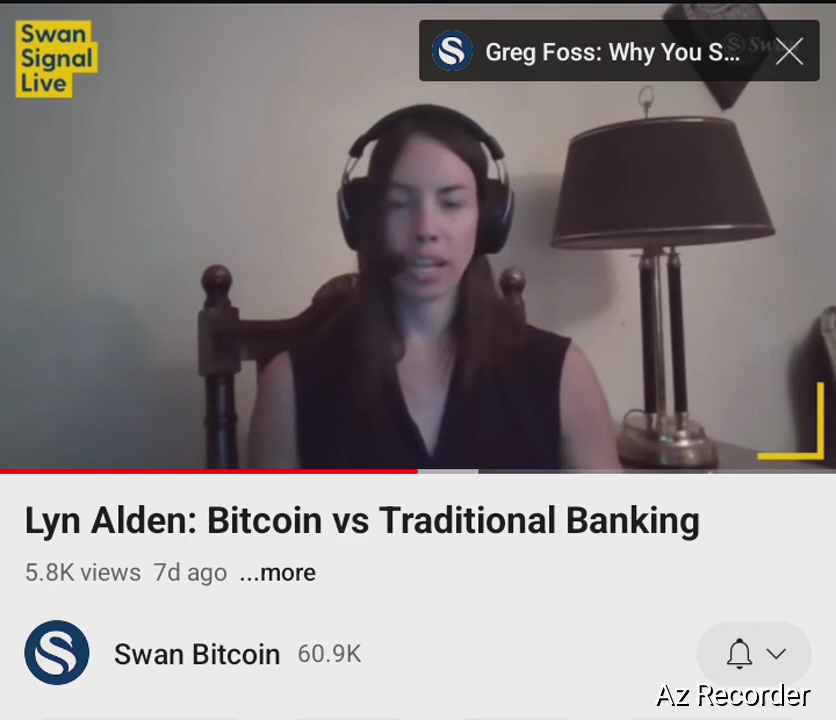 Swan
Signal
Live
Greg Foss: Why You S...
Swan
Lyn Alden: Bitcoin vs Traditional Banking
5.8K views 7d ago ...more
Swan Bitcoin 60.9K
Az Recorder